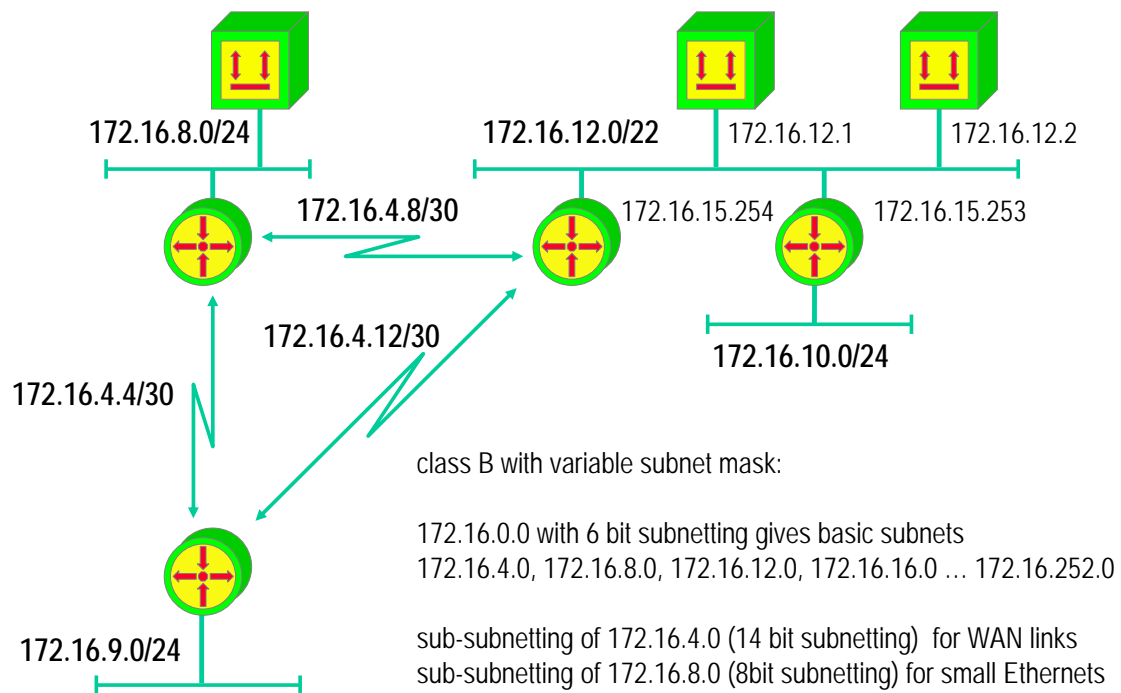 172.16.8.0/24
172.16.12.0/22
172.16.12.1
172.16.12.2
172.16.4.8/30
172.16.15.254
172.16.15.253
172.16.4.12/30
172.16.10.0/24
172.16.4.4/30
class B with variable subnet mask:
172.16.0.0 with 6 bit subnetting gives basic subnets
172.16.4.0, 172.16.8.0, 172.16.12.0, 172.16.16.0 … 172.16.252.0
172.16.9.0/24
sub-subnetting of 172.16.4.0 (14 bit subnetting) for WAN links
sub-subnetting of 172.16.8.0 (8bit subnetting) for small Ethernets